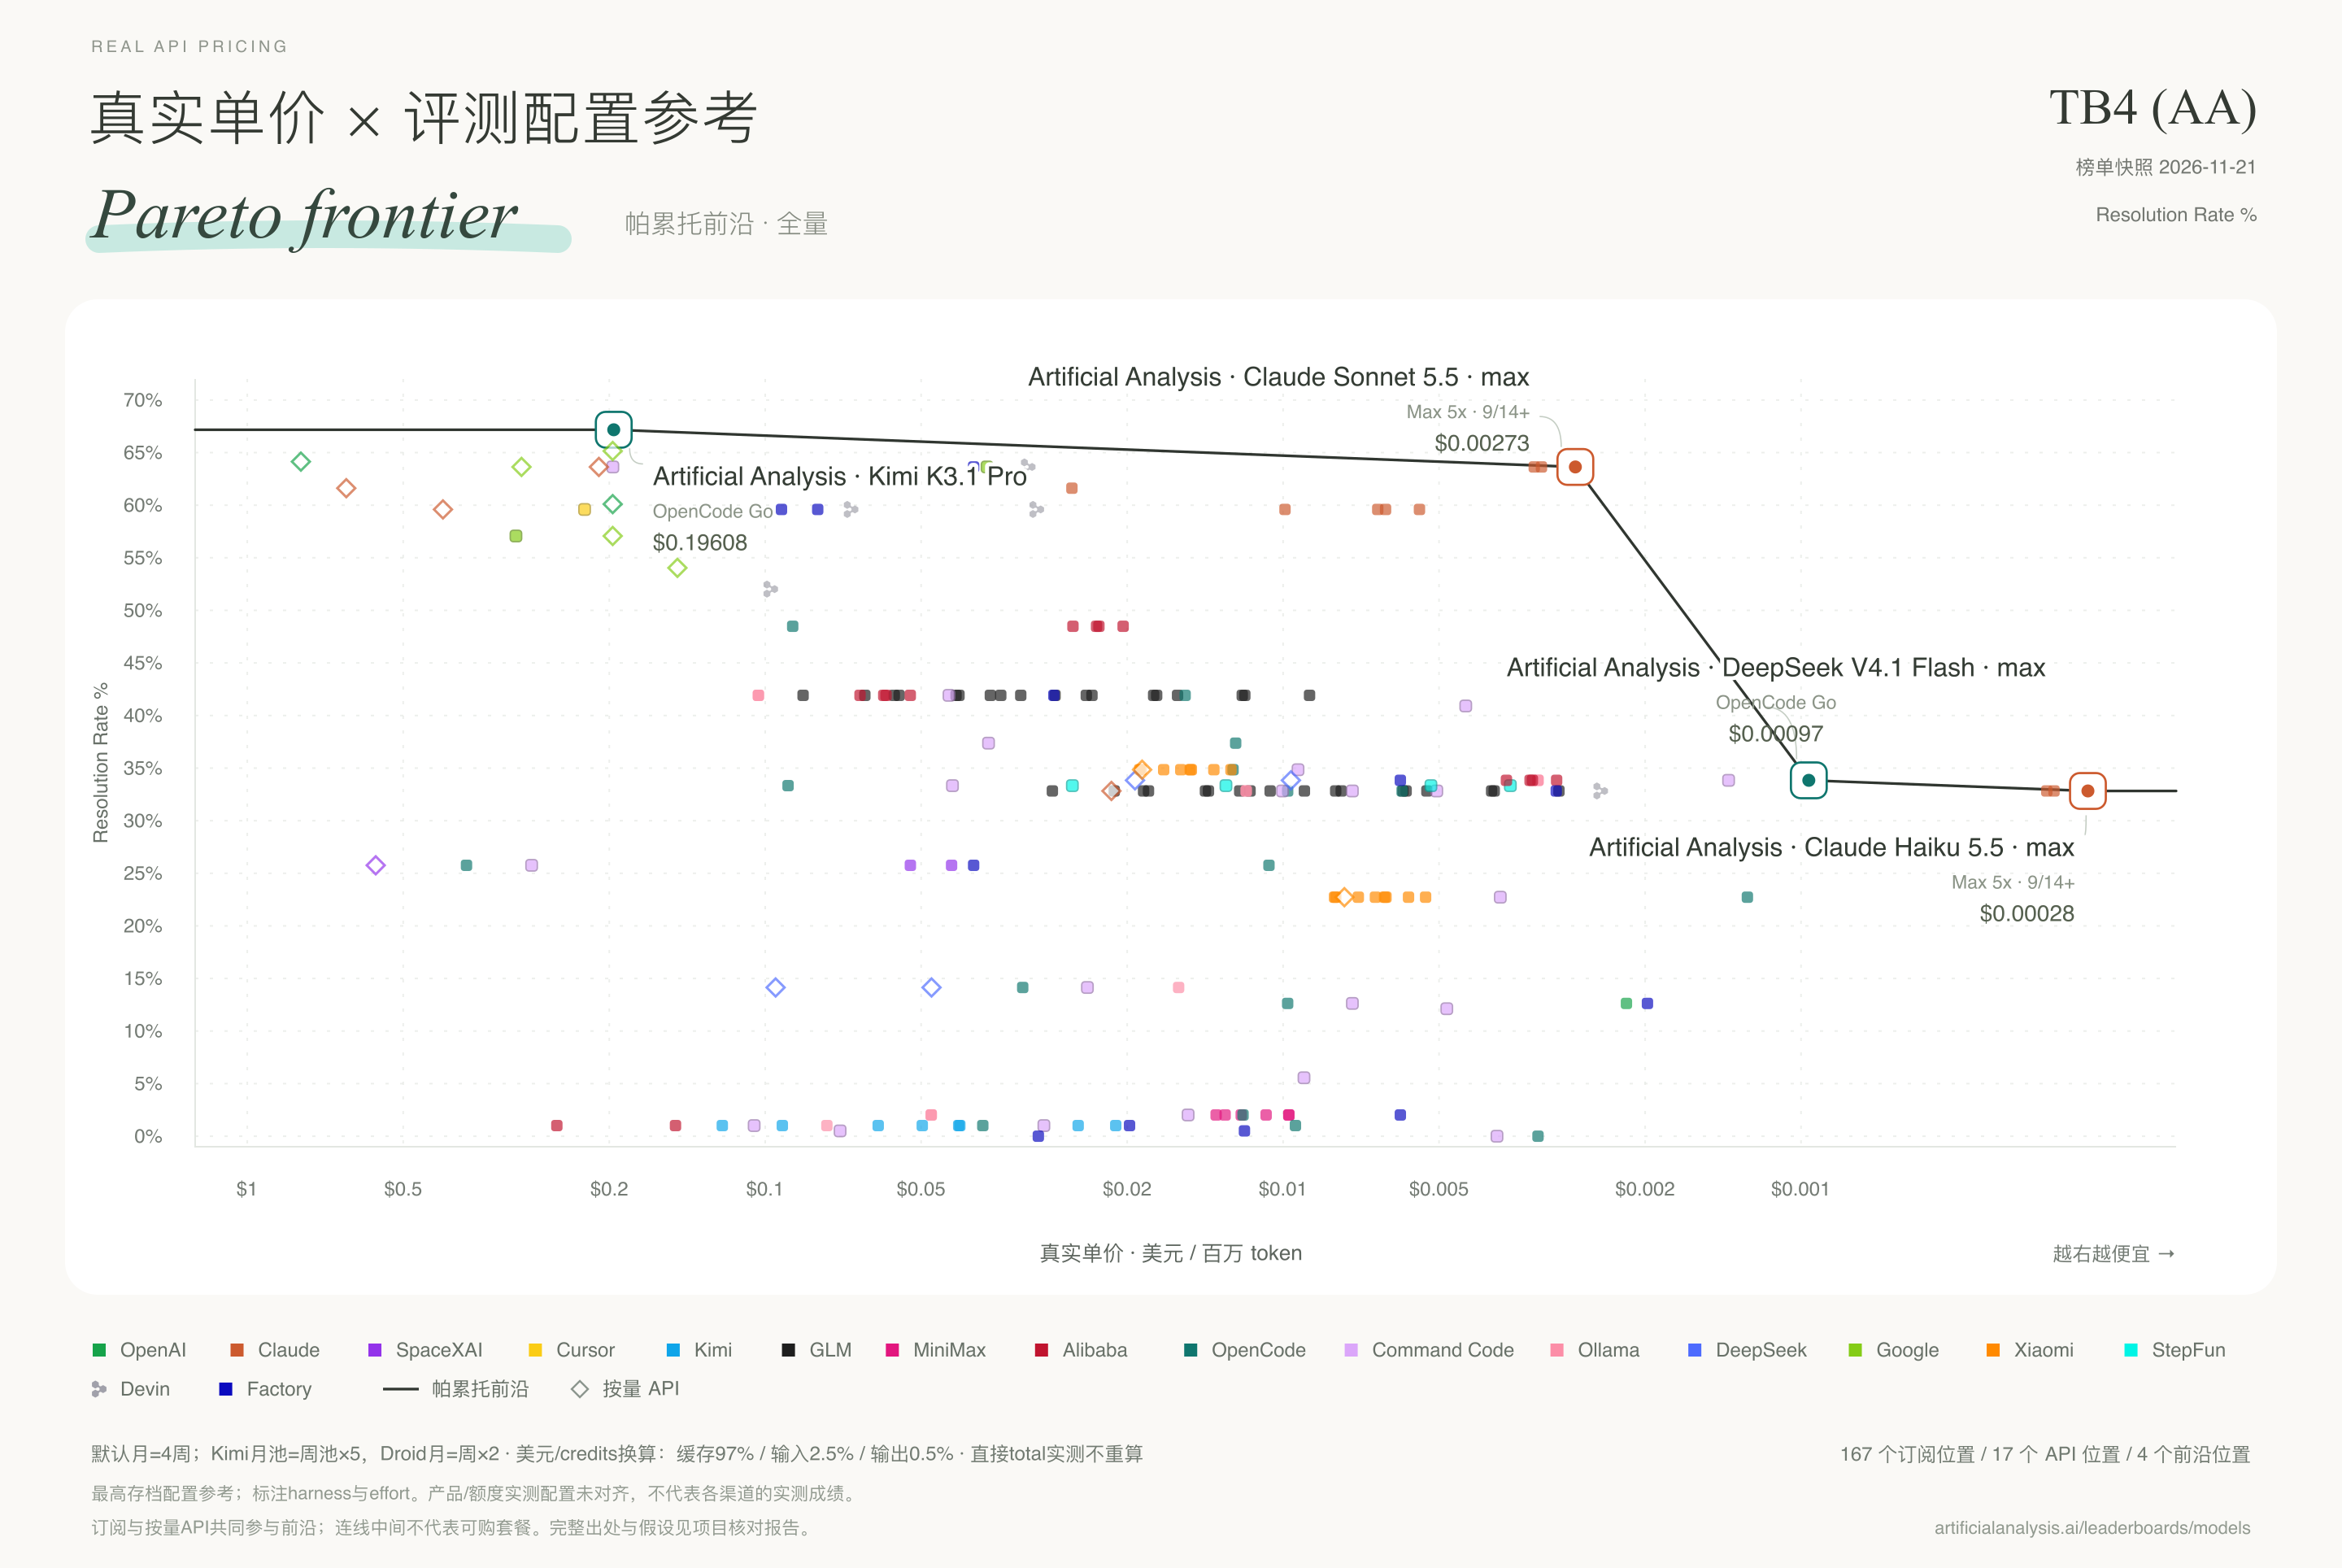 REAL API PRICING
真实单价 × 评测配置参考
TB4 (AA)
榜单快照 2026-11-21
Pareto frontier
帕累托前沿 · 全量
Resolution Rate %
Artificial Analysis · Claude Sonnet 5.5 · max
Max 5x · 9/14+
$0.00273
Artificial Analysis · Kimi K3.1 Pro
OpenCode Go
$0.19608
Artificial Analysis · DeepSeek V4.1 Flash · max
OpenCode Go
$0.00097
Artificial Analysis · Claude Haiku 5.5 · max
Max 5x · 9/14+
$0.00028
Resolution Rate %
70%
65%
60%
55%
50%
45%
40%
35%
30%
25%
20%
15%
10%
5%
0%
$1 $0.5 $0.2 $0.1 $0.05 $0.02 $0.01 $0.005 $0.002 $0.001
真实单价 · 美元 / 百万 token
越右越便宜 →
OpenAI Claude SpaceXAI Cursor Kimi GLM MiniMax Alibaba OpenCode Command Code Ollama DeepSeek Google Xiaomi StepFun
Devin Factory 帕累托前沿 按量 API
默认月=4周；Kimi月池=周池×5，Droid月=周×2 · 美元/credits换算：缓存97% / 输入2.5% / 输出0.5% · 直接total实测不重算
167 个订阅位置 / 17 个 API 位置 / 4 个前沿位置
最高存档配置参考；标注harness与effort。产品/额度实测配置未对齐，不代表各渠道的实测成绩。
订阅与按量API共同参与前沿；连线中间不代表可购套餐。完整出处与假设见项目核对报告。
artificialanalysis.ai/leaderboards/models